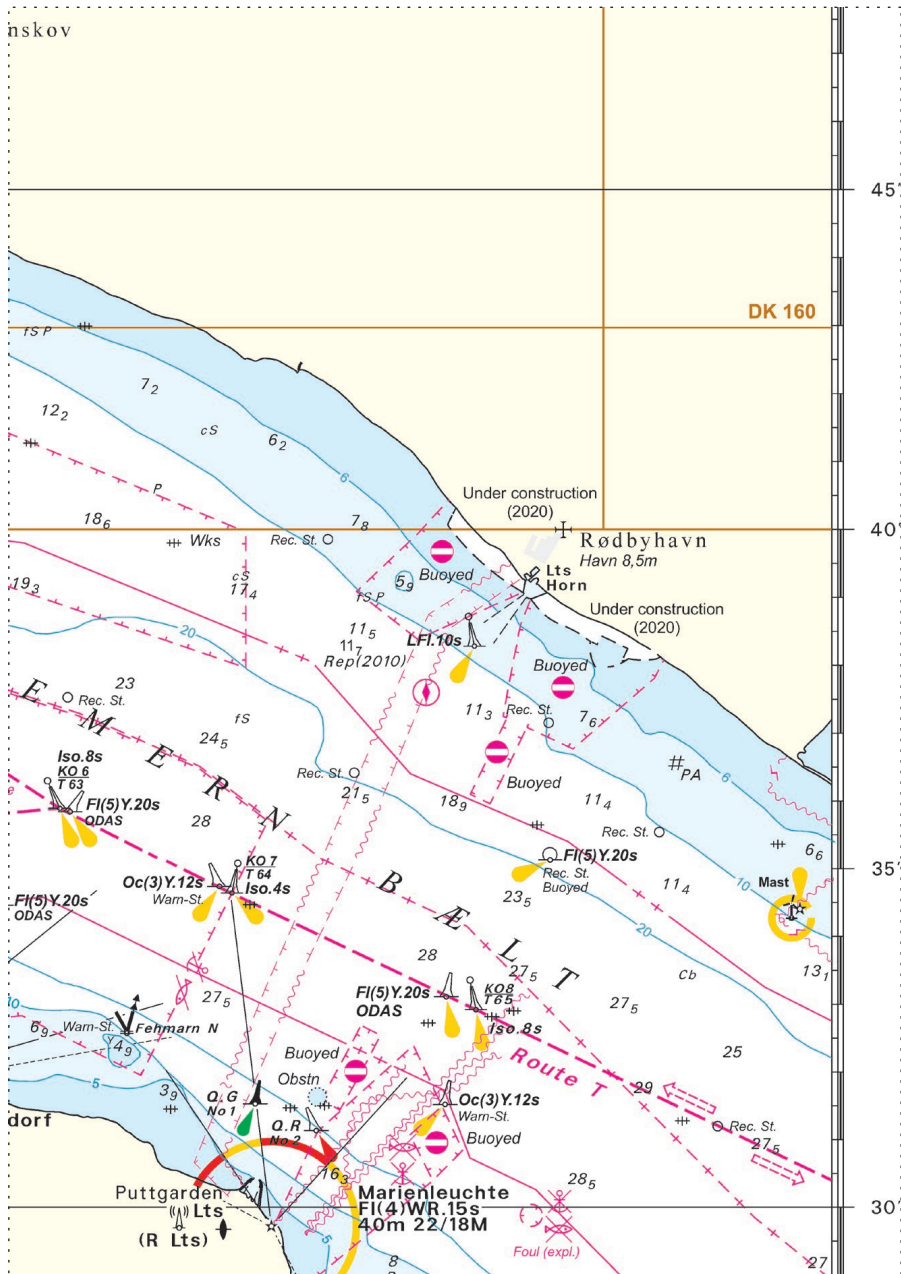 nskov
45'
DK 160
fS P
7₂
12₂
cS
6₂
6
P
Under construction
(2020)
18₆
7₈
40'
Wks
Rec. St.
Buoyed
Rødbyhavn
Havn 8,5m
19₃
cS
17₄
5₉
fS P
Lts
Horn
Under construction
(2020)
20
11₅
11₇
Rep(2010)
LFl.10s
Buoyed
23
Rec. St.
11₃
Rec. St.
7₆
fS
24₅
E M E R N
B Æ L T
Iso.8s
KO 6
T 63
Fl(5)Y.20s
ODAS
28
Rec. St.
21₅
Buoyed
PA
6
18₉
11₄
Rec. St.
6₆
KO 7
T 64
Oc(3)Y.12s
Iso.4s
Warn-St.
Fl(5)Y.20s
Rec. St.
Buoyed
35'
11₄
10
Mast
Fl(5)Y.20s
ODAS
23₅
20
28
27₅
Cb
13₁
10
27₅
Fl(5)Y.20s
ODAS
KO8
T65
Iso.8s
27₅
6₉
Warn-St.
Fehmarn N
4₉
Route T
25
Buoyed
Obstn
5
3₉
Q.G
No 1
Q.R
No 2
Oc(3)Y.12s
Warn-St.
29
dorf
Buoyed
Rec. St.
27₅
16₃
Puttgarden
Lts
(R Lts)
Marienleuchte
Fl(4)WR.15s
40m 22/18M
28₅
30'
Foul (expl.)
5
8
27